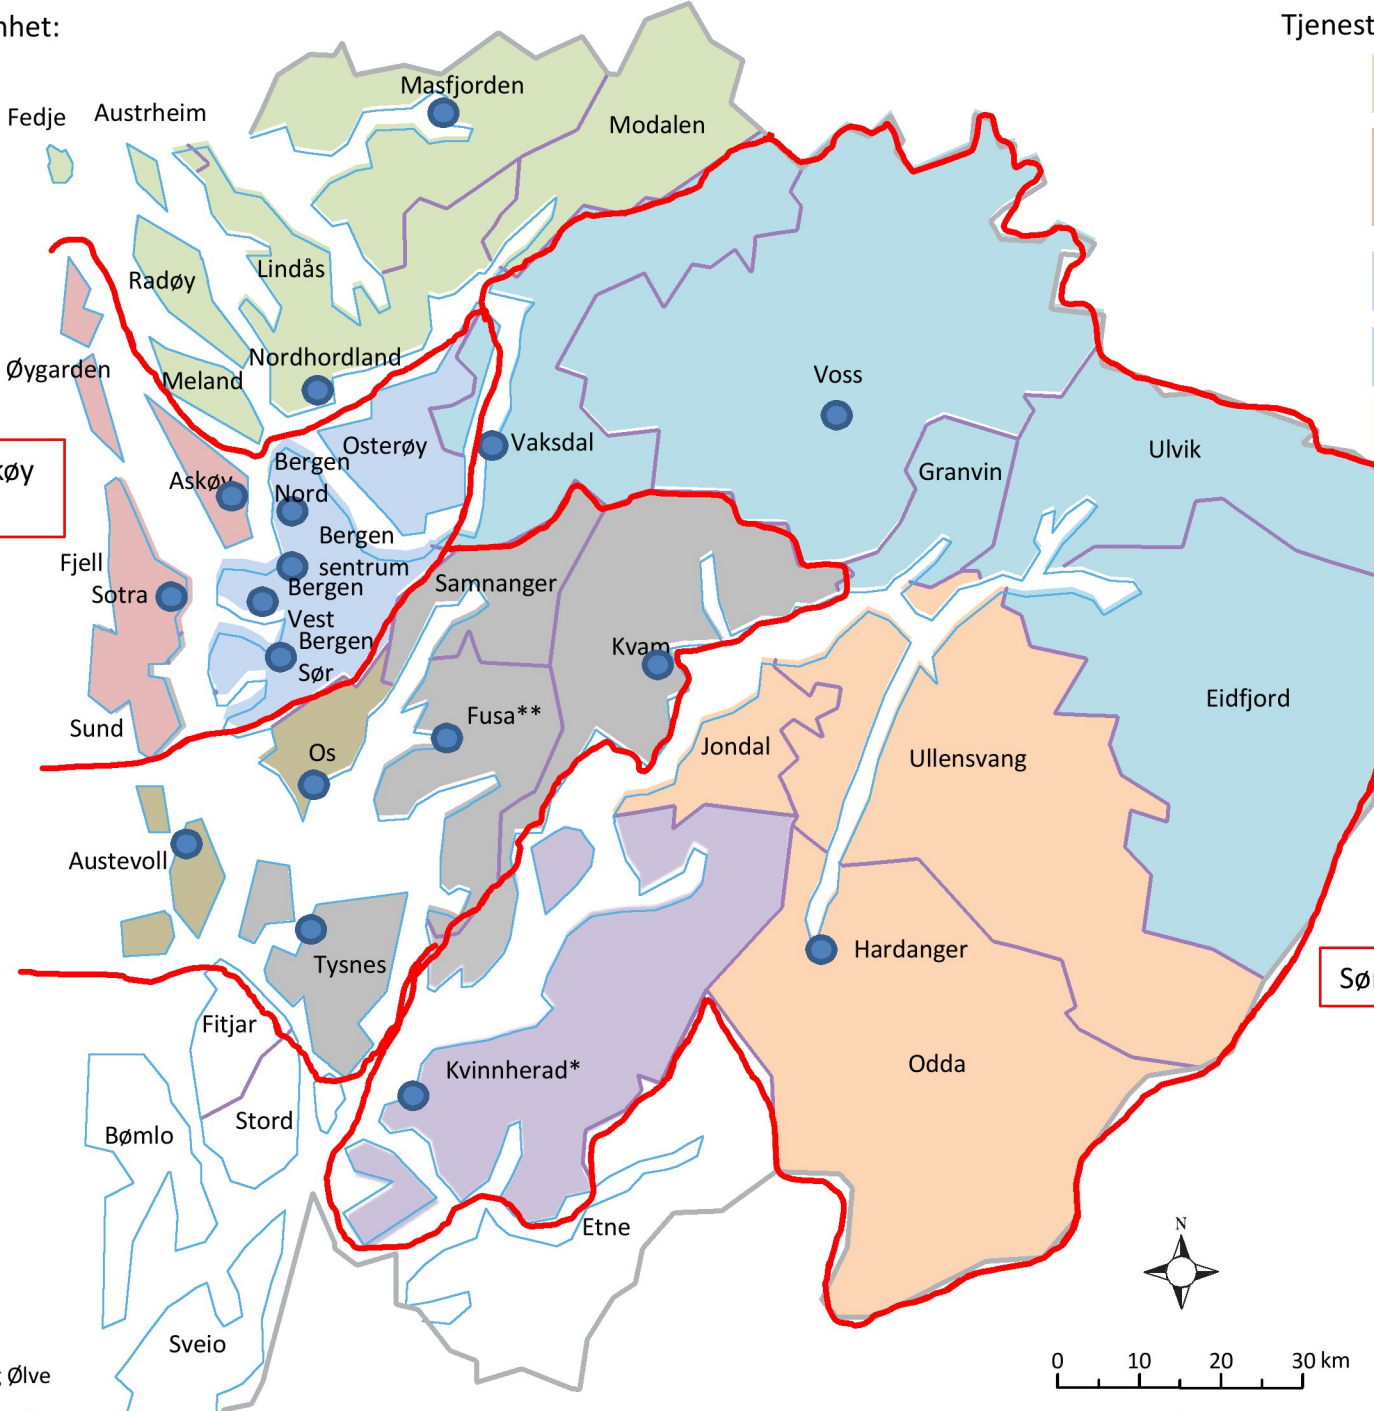 nhet:
Tjenest
Masfjorden
Fedje
Austrheim
Modalen
Radøy
Lindås
Nordhordland
Øygarden
Meland
Voss
Osterøy
Vaksdal
Ulvik
køy
Askøy
Bergen
Nord
Granvin
Bergen
sentrum
Fjell
Sotra
Bergen
Vest
Samnanger
Bergen
Sør
Kvam
Eidfjord
Sund
Fusa**
Os
Jondal
Ullensvang
Austevoll
Tysnes
Hardanger
Sør
Fitjar
Kvinnherad*
Odda
Stord
Bømlo
Etne
N
Sveio
0 10 20 30 km
g Ølve